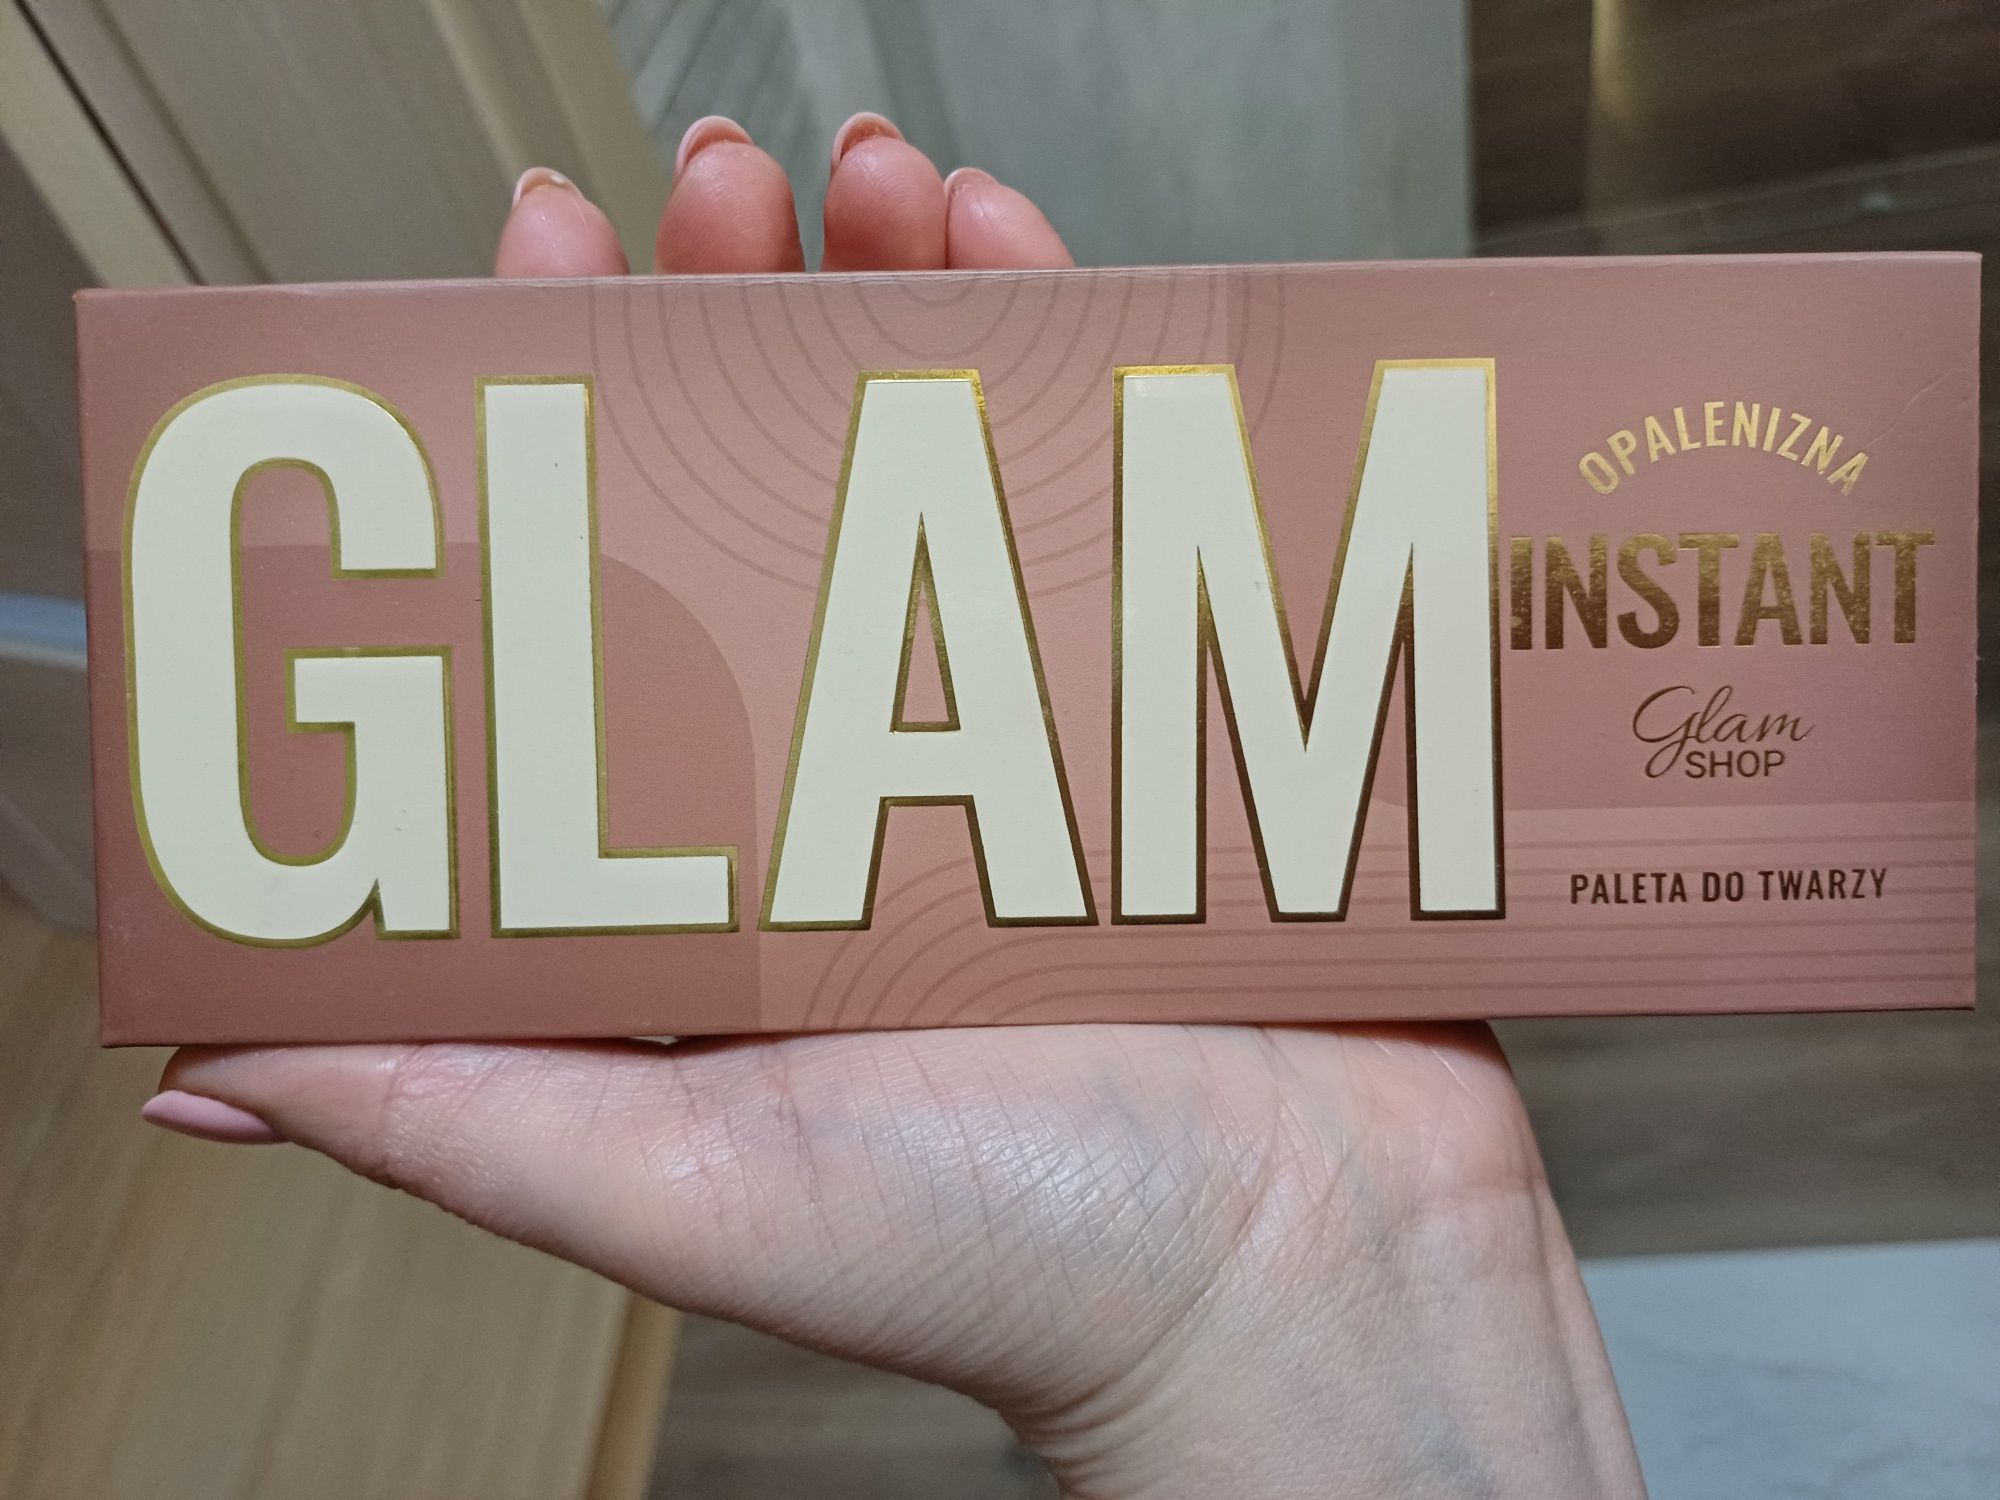 GLAM
OPALENIZNA
INSTANT
Glam
SHOP
PALETA DO TWARZY